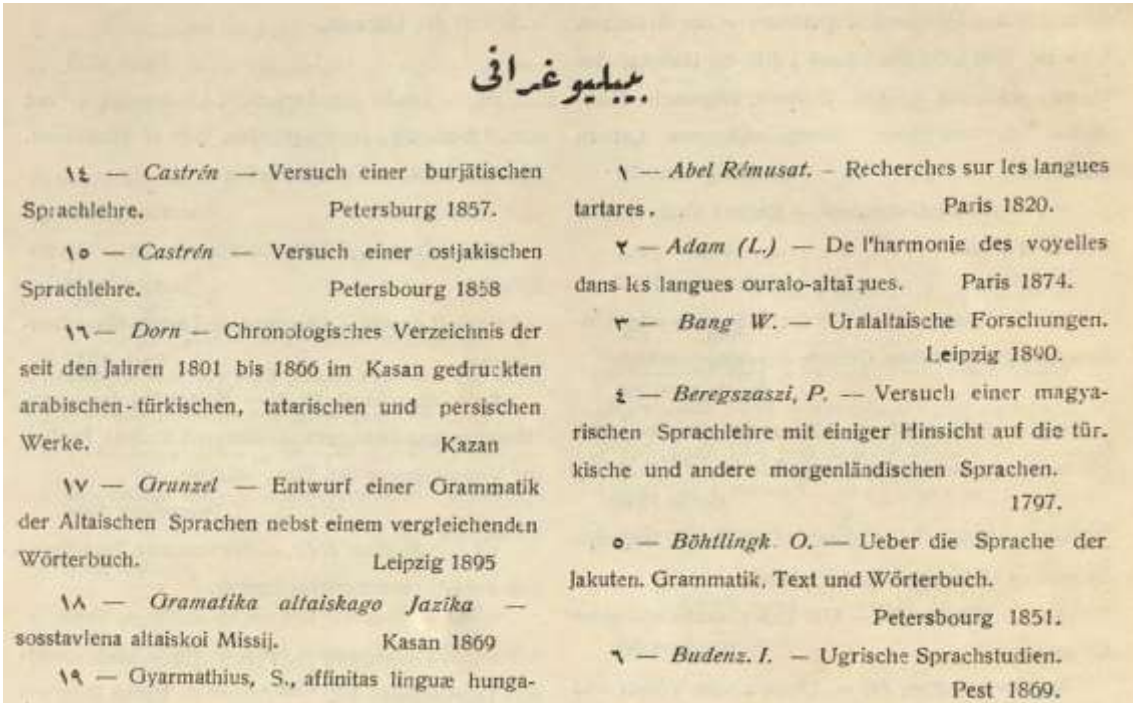 بيبليوغرافى
١ — Abel Rémusat. – Recherches sur les langues
tartares. Paris 1820.
٢ — Adam (L.) — De l'harmonie des voyelles
dans les langues ouralo-altaïques. Paris 1874.
٣ — Bang W. — Uralaltaische Forschungen.
Leipzig 1890.
٤ — Beregszaszi, P. — Versuch einer magya-
rischen Sprachlehre mit einiger Hinsicht auf die tür-
kische und andere morgenländischen Sprachen.
1797.
٥ — Böhtlingk O. — Ueber die Sprache der
Jakuten. Grammatik, Text und Wörterbuch.
Petersbourg 1851.
٦ — Budenz. I. — Ugrische Sprachstudien.
Pest 1869.
١٤ — Castrén — Versuch einer burjätischen
Sprachlehre. Petersburg 1857.
١٥ — Castrén — Versuch einer ostjakischen
Sprachlehre. Petersbourg 1858
١٦ — Dorn — Chronologisches Verzeichnis der
seit den Jahren 1801 bis 1866 im Kasan gedruckten
arabischen-türkischen, tatarischen und persischen
Werke. Kazan
١٧ — Grunzel — Entwurf einer Grammatik
der Altaischen Sprachen nebst einem vergleichenden
Wörterbuch. Leipzig 1895
١٨ — Gramatika altaiskago Jazika —
sosstavlena altaiskoi Missij. Kasan 1869
١٩ — Gyarmathius, S., affinitas linguæ hunga-